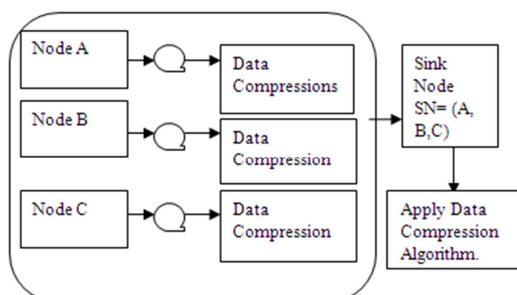 Node A
Data
Compressions
Node B
Data
Compression
Node C
Data
Compression
Sink
Node
SN= (A,
B,C)
Apply Data
Compression
Algorithm.